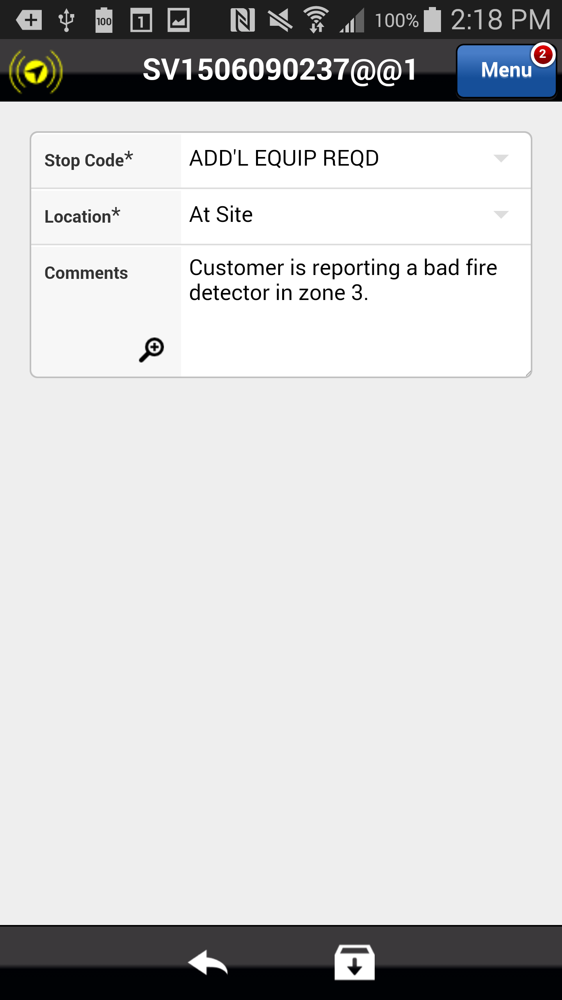 100 1 100% 2:18 PM
SV1506090237@@1 Menu 2
Stop Code* ADD'L EQUIP REQD
Location* At Site
Comments Customer is reporting a bad fire
detector in zone 3.